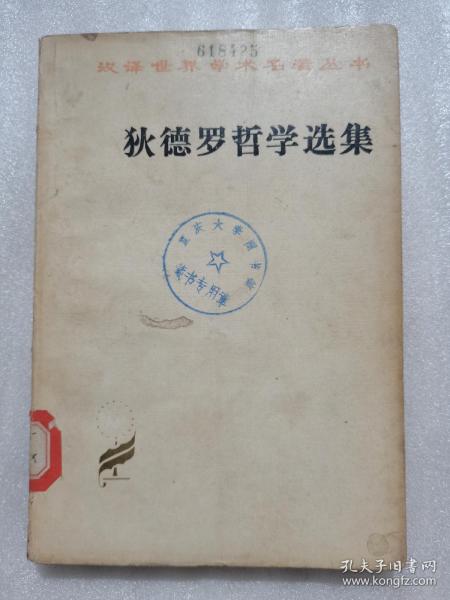 618425
汉译世界学术名著丛书
狄德罗哲学选集
重庆大学图书馆
读书专用章
孔夫子旧书网
www.kongfz.com